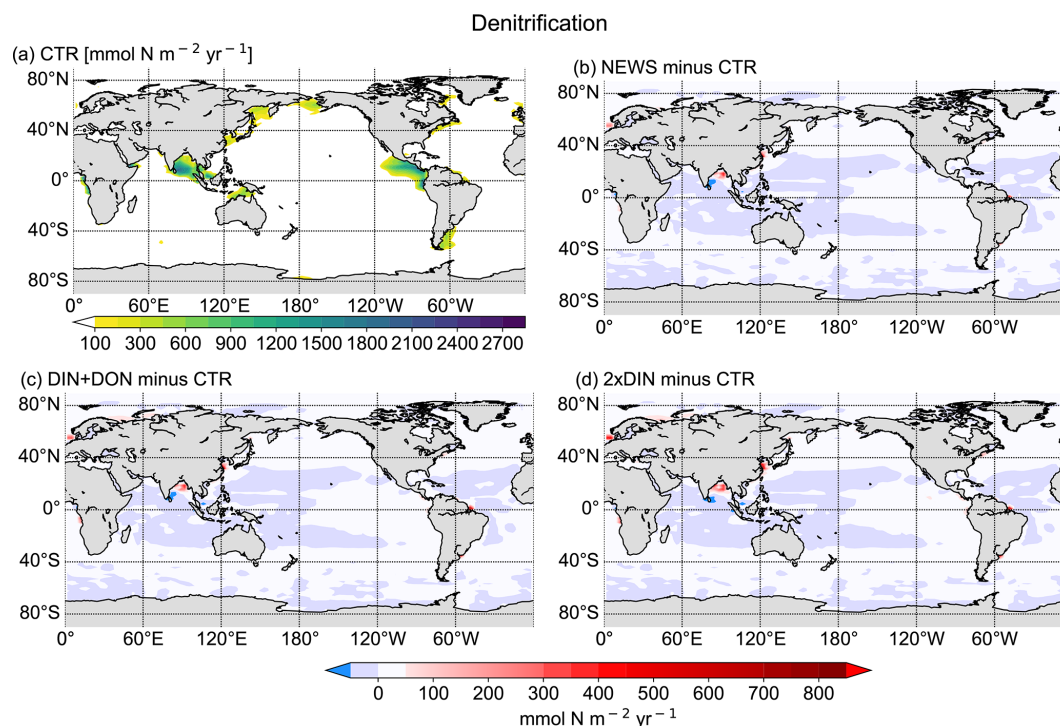 Denitrification
(a) CTR [mmol N m⁻² yr⁻¹]
80°N
40°N
0°
40°S
80°S
0° 60°E 120°E 180° 120°W 60°W
100 300 600 900 1200 1500 1800 2100 2400 2700
(b) NEWS minus CTR
80°N
40°N
0°
40°S
80°S
0° 60°E 120°E 180° 120°W 60°W
(c) DIN+DON minus CTR
80°N
40°N
0°
40°S
80°S
0° 60°E 120°E 180° 120°W 60°W
(d) 2xDIN minus CTR
80°N
40°N
0°
40°S
80°S
0° 60°E 120°E 180° 120°W 60°W
0 100 200 300 400 500 600 700 800
mmol N m⁻² yr⁻¹